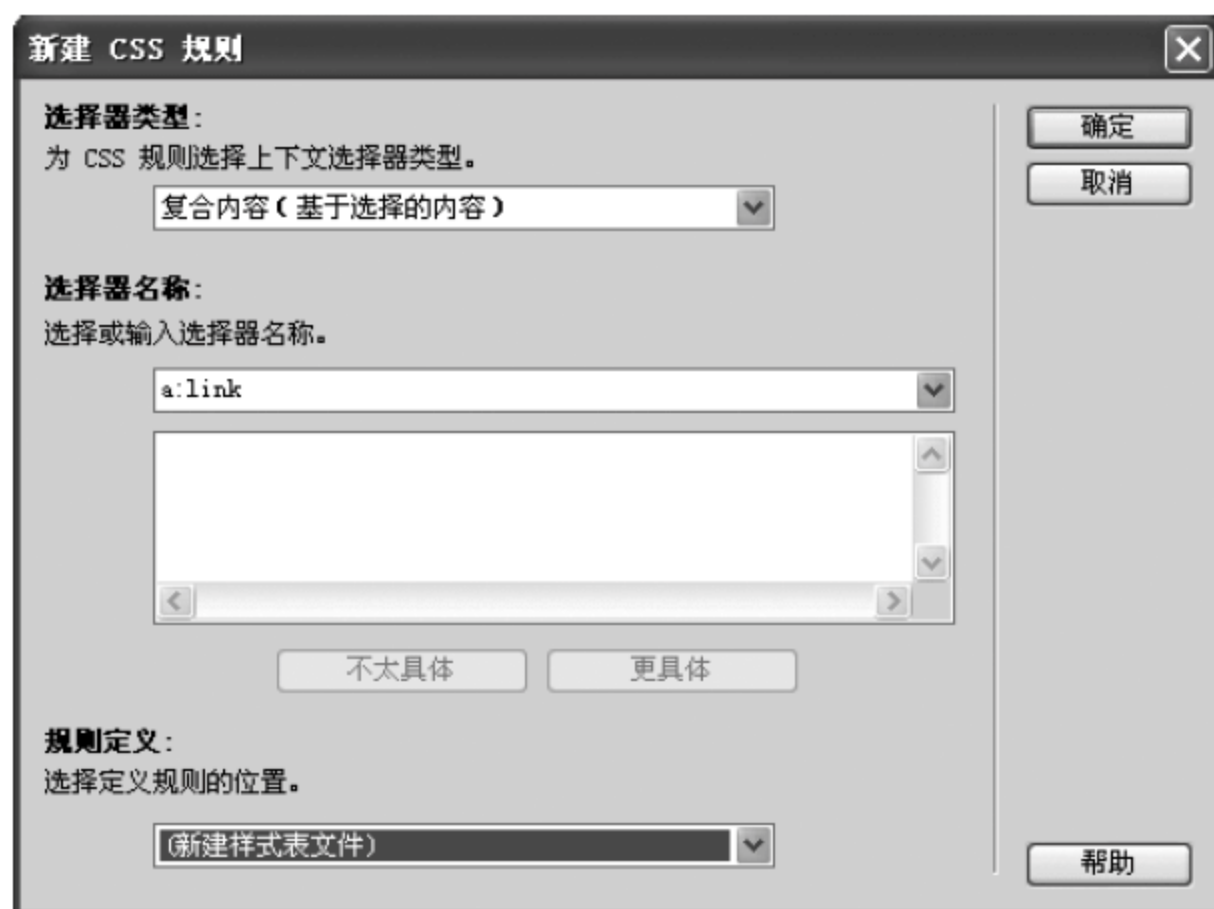 新建 CSS 规则
选择器类型:
为 CSS 规则选择上下文选择器类型。
复合内容(基于选择的内容)
选择器名称:
选择或输入选择器名称。
a:link
不太具体
更具体
规则定义:
选择定义规则的位置。
(新建样式表文件)
确定
取消
帮助